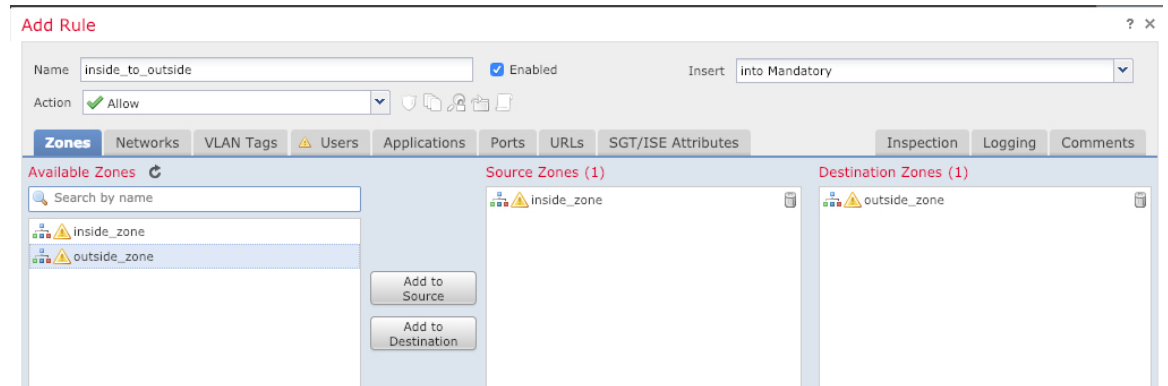 Add Rule ? ×
Name inside_to_outside Enabled Insert into Mandatory
Action Allow
Zones Networks VLAN Tags Users Applications Ports URLs SGT/ISE Attributes Inspection Logging Comments
Available Zones Source Zones (1) Destination Zones (1)
Search by name inside_zone outside_zone
inside_zone
outside_zone
Add to
Source
Add to
Destination